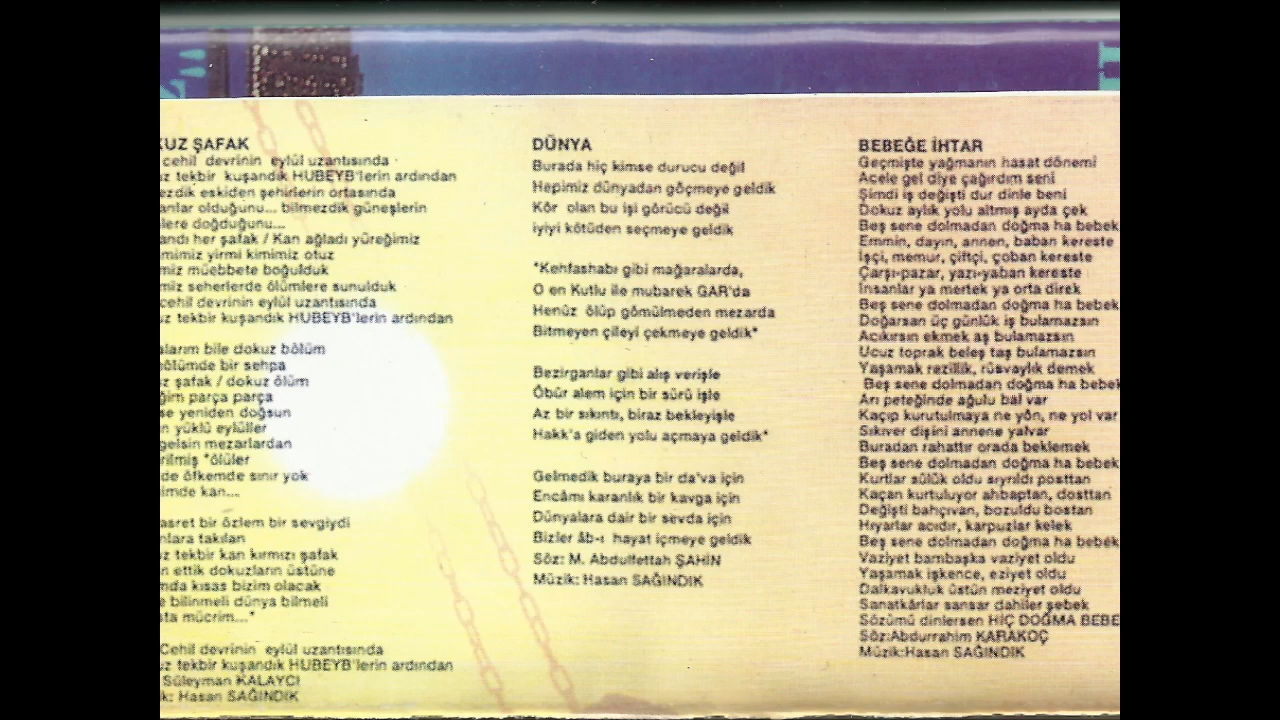 KUZ ŞAFAK
cehil devrinin eylül uzantısında
z tekbir kuşandık HUBEYB'lerin ardından
ezdik eskiden şehirlerin ortasında
anlar olduğunu... bilmezdik güneşlerin
lere doğduğunu...
andı her şafak / Kan ağladı yüreğimiz
mimiz yirmi kimimiz otuz
miz müebbete boğulduk
miz seherlerde ölümlere sunulduk
cehil devrinin eylül uzantısında
uz tekbir kuşandık HUBEYB'lerin ardından
alarım bile dokuz bölüm
bölümde bir sehpa
z şafak / dokuz ölüm
ğim parça parça
se yeniden doğsun
n yüklü eylüller
gelsin mezarlardan
rilmiş "ölüler
de öfkemde sınır yok
imde kan...
asret bir özlem bir sevgiydi
nlara takılan
uz tekbir kan kırmızı şafak
n ettik dokuzların üstüne
nda kısas bizim olacak
e bilinmeli dünya bilmeli
sta mücrim..."
Cehil devrinin eylül uzantısında
uz tekbir kuşandık HUBEYB'lerin ardından
Süleyman KALAYCI
k: Hasan SAĞINDIK
DÜNYA
Burada hiç kimse durucu değil
Hepimiz dünyadan göçmeye geldik
Kör olan bu işi görücü değil
iyiyi kötüden seçmeye geldik
"Kehfashabı gibi mağaralarda,
O en Kutlu ile mubarek GAR'da
Henüz ölüp gömülmeden mezarda
Bitmeyen çileyi çekmeye geldik"
Bezirganlar gibi alış verişle
Öbür alem için bir sürü işle
Az bir sıkıntı, biraz bekleyişle
Hakk'a giden yolu açmaya geldik"
Gelmedik buraya bir da'va için
Encâmı karanlık bir kavga için
Dünyalara dair bir sevda için
Bizler âb-ı hayat içmeye geldik
Söz: M. Abdulfettah ŞAHİN
Müzik: Hasan SAĞINDIK
BEBEĞE İHTAR
Geçmişte yağmanın hasat dönemi
Acele gel diye çağırdım seni
Şimdi iş değişti dur dinle beni
Dokuz aylık yolu altmış ayda çek
Beş sene dolmadan doğma ha bebek
Emmin, dayın, annen, baban kereste
İşçi, memur, çiftçi, çoban kereste
Çarşı-pazar, yazı-yaban kereste
İnsanlar ya mertek ya orta direk
Beş sene dolmadan doğma ha bebek
Doğarsan üç günlük iş bulamazsın
Acıkırsın ekmek aş bulamazsın
Ucuz toprak beleş taş bulamazsın
Yaşamak rezillik, rüsvaylık demek
Beş sene dolmadan doğma ha bebek
Arı peteğinde ağulu bal var
Kaçıp kurutulmaya ne yön, ne yol var
Sıkıver dişini annene yalvar
Buradan rahattır orada beklemek
Beş sene dolmadan doğma ha bebek
Kurtlar sülük oldu sıyrıldı posttan
Kaçan kurtuluyor ahbaptan, dosttan
Değişti bahçıvan, bozuldu bostan
Hıyarlar acıdır, karpuzlar kelek
Beş sene dolmadan doğma ha bebek
Vaziyet bambaşka vaziyet oldu
Yaşamak işkence, eziyet oldu
Dalkavukluk üstün meziyet oldu
Sanatkârlar sansar dahiler şebek
Sözümü dinlersen HİÇ DOĞMA BEBE
Söz:Abdurrahim KARAKOÇ
Müzik:Hasan SAĞINDIK